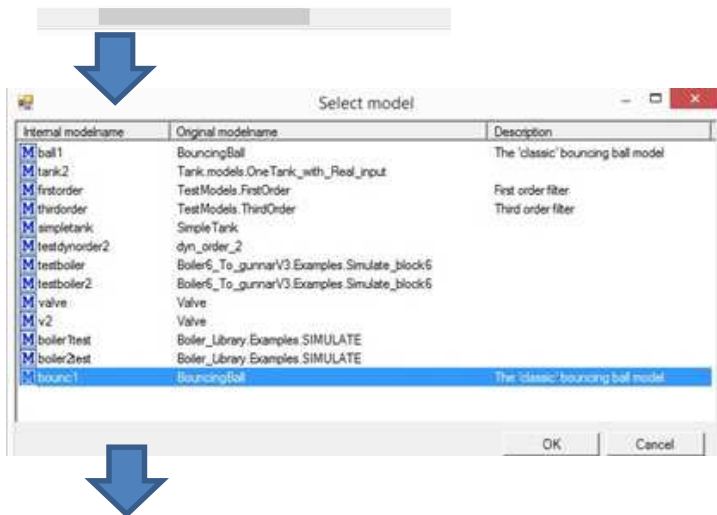 Select model
Internal modelname Original modelname Description
M ball1 BouncingBall The 'classic' bouncing ball model
M tank2 Tank.models.OneTank_with_Real_input
M firstorder TestModels.FirstOrder First order filter
M thirdorder TestModels.ThirdOrder Third order filter
M simpletank SimpleTank
M testdynorder2 dyn_order_2
M testboiler Boiler6_To_gunnarV3.Examples.Simulate_block6
M testboiler2 Boiler6_To_gunnarV3.Examples.Simulate_block6
M valve Valve
M v2 Valve
M boiler1test Boiler_Library.Examples.SIMULATE
M boiler2test Boiler_Library.Examples.SIMULATE
M bounc1 BouncingBall The 'classic' bouncing ball model
OK Cancel